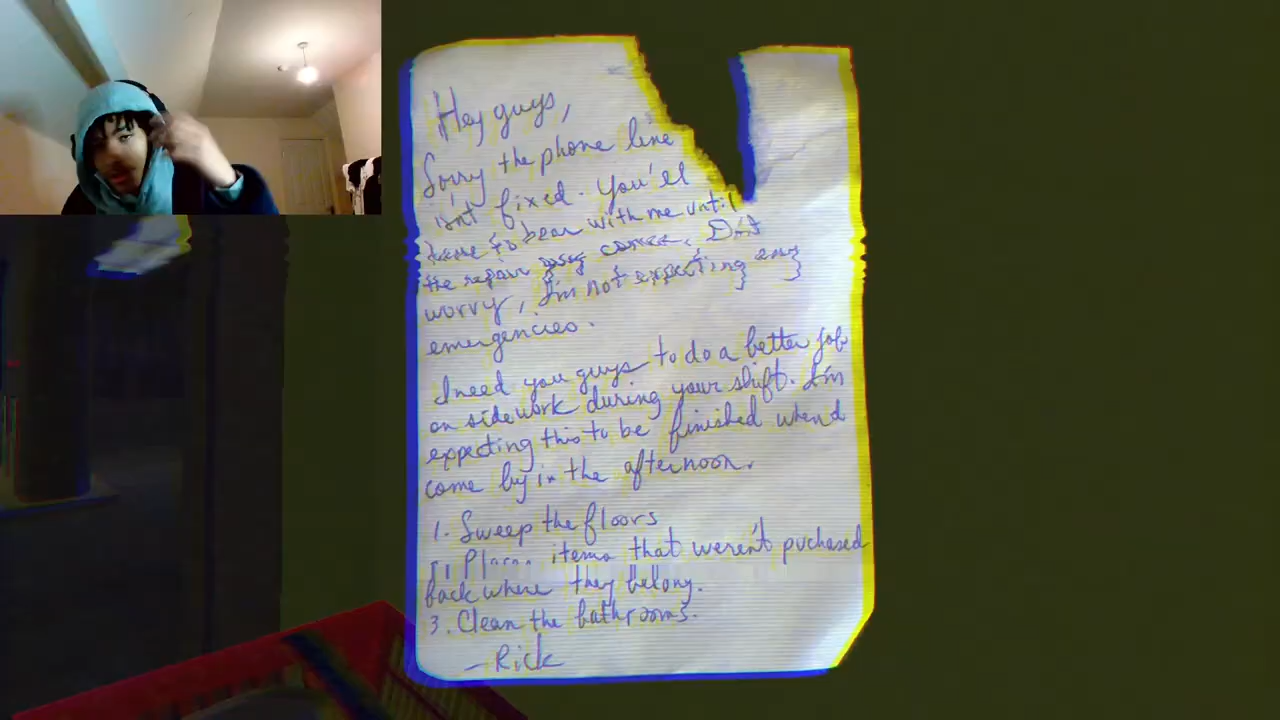 Hey guys,
Sorry the phone line
isn't fixed. You'll
have to bear with me until
the repair guy comes. Don't
worry, I'm not expecting any
emergencies.
I need you guys to do a better job
on sidework during your shift. I'm
expecting this to be finished when I
come by in the afternoon.
1. Sweep the floors
items that weren't puchased
back where they belong.
3. Clean the bathrooms.
- Rick